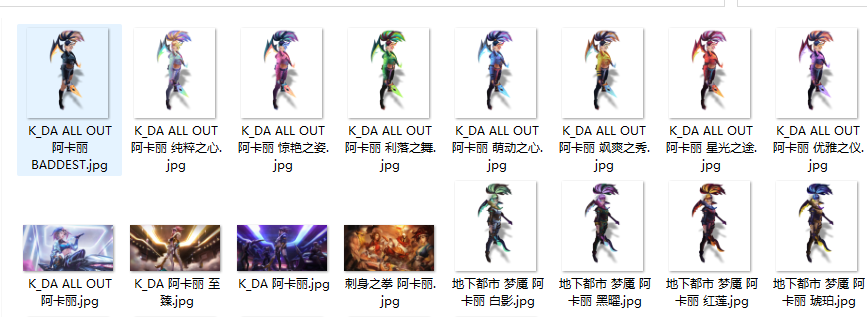 K_DA ALL OUT
阿卡丽
BADDEST.jpg
K_DA ALL OUT
阿卡丽 纯粹之心.
jpg
K_DA ALL OUT
阿卡丽 惊艳之姿.
jpg
K_DA ALL OUT
阿卡丽 利落之舞.
jpg
K_DA ALL OUT
阿卡丽 萌动之心.
jpg
K_DA ALL OUT
阿卡丽 飒爽之秀.
jpg
K_DA ALL OUT
阿卡丽 星光之途.
jpg
K_DA ALL OUT
阿卡丽 优雅之仪.
jpg
K_DA ALL OUT
阿卡丽.jpg
K_DA 阿卡丽 至
臻.jpg
K_DA 阿卡丽.jpg
刺身之拳 阿卡丽.
jpg
地下都市 梦魇 阿
卡丽 白影.jpg
地下都市 梦魇 阿
卡丽 黑曜.jpg
地下都市 梦魇 阿
卡丽 红莲.jpg
地下都市 梦魇 阿
卡丽 琥珀.jpg